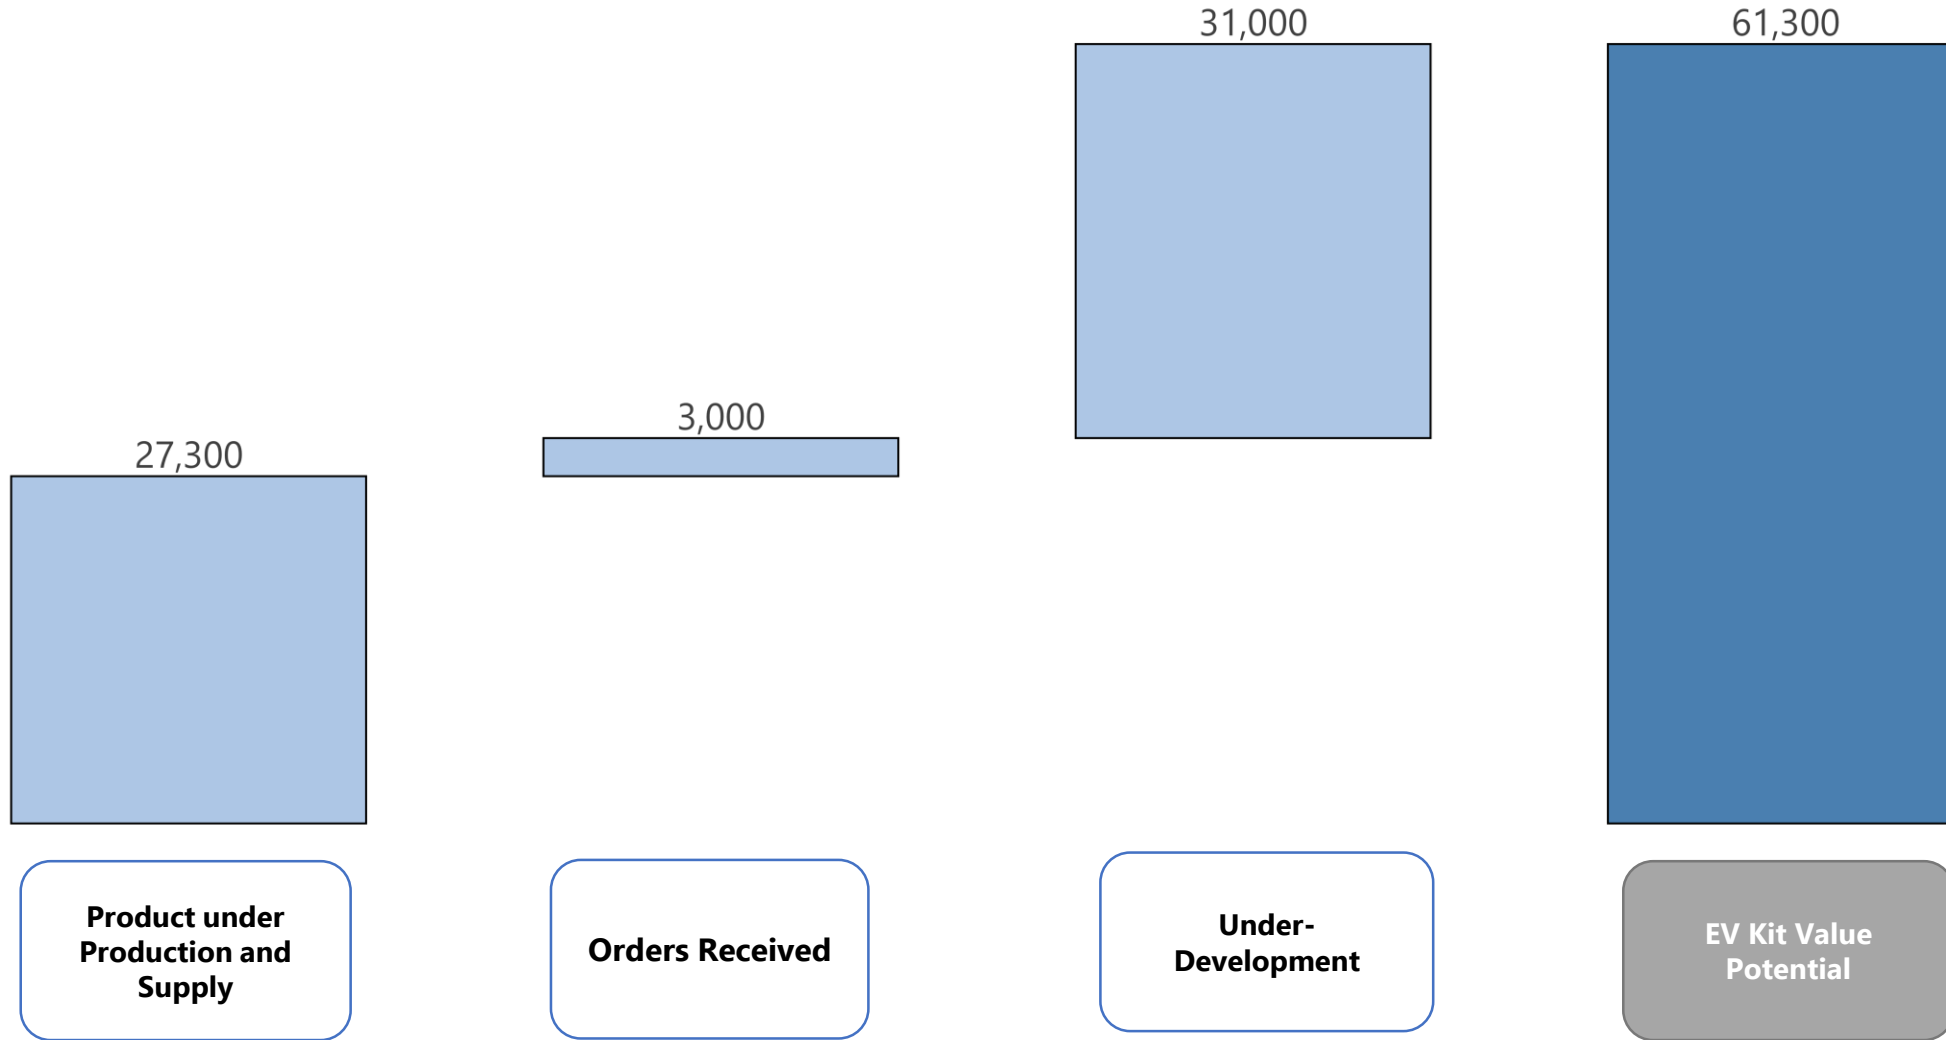 31,000
61,300
3,000
27,300
Product under
Production and
Supply
Orders Received
Under-
Development
EV Kit Value
Potential